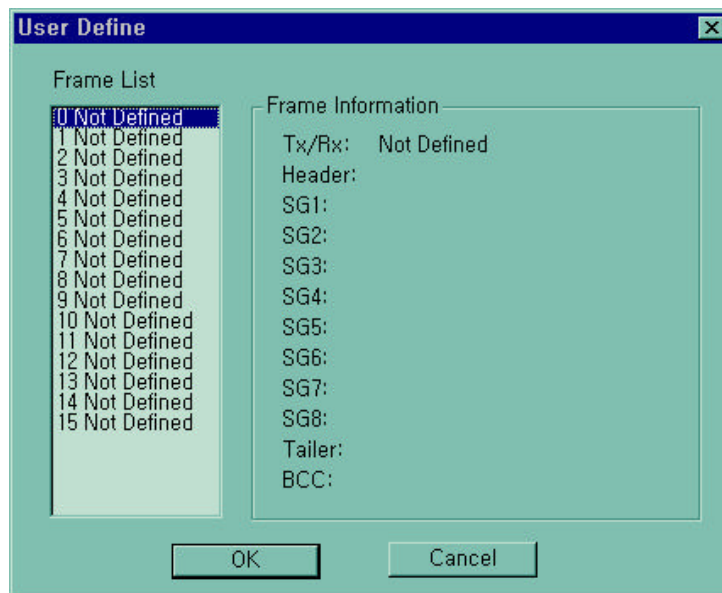 User Define
Frame List
0 Not Defined
1 Not Defined
2 Not Defined
3 Not Defined
4 Not Defined
5 Not Defined
6 Not Defined
7 Not Defined
8 Not Defined
9 Not Defined
10 Not Defined
11 Not Defined
12 Not Defined
13 Not Defined
14 Not Defined
15 Not Defined
Frame Information
Tx/Rx: Not Defined
Header:
SG1:
SG2:
SG3:
SG4:
SG5:
SG6:
SG7:
SG8:
Tailer:
BCC:
OK
Cancel